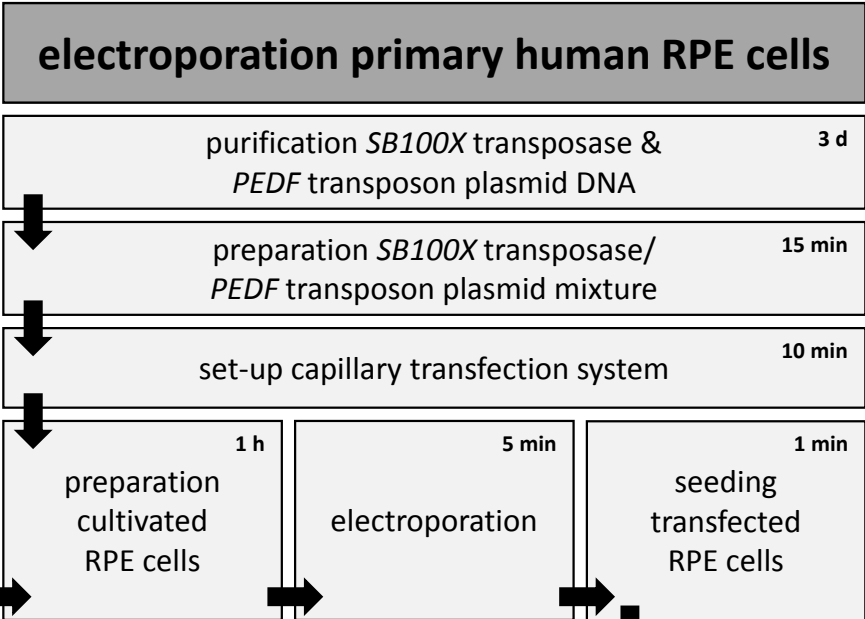 electroporation primary human RPE cells
purification SB100X transposase &
PEDF transposon plasmid DNA
3 d
preparation SB100X transposase/
PEDF transposon plasmid mixture
15 min
set-up capillary transfection system
10 min
1 h
preparation
cultivated
RPE cells
5 min
electroporation
1 min
seeding
transfected
RPE cells